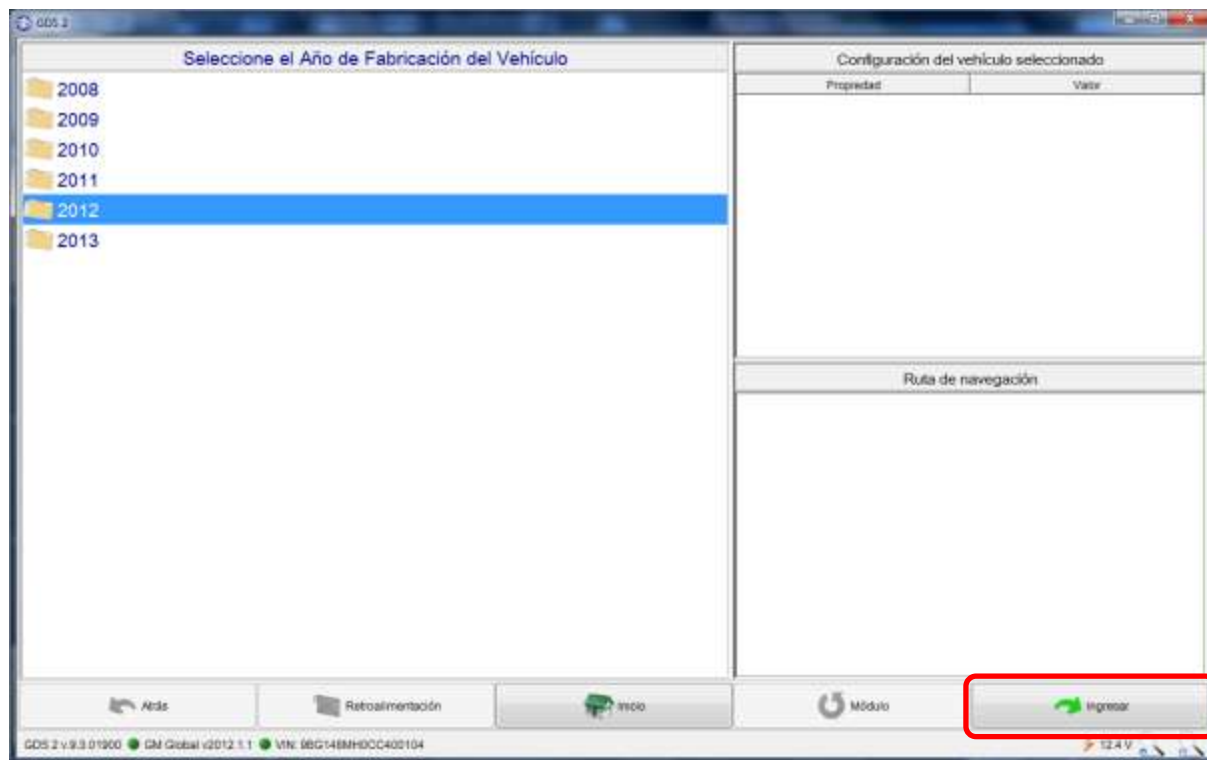 GDS 2
Seleccione el Año de Fabricación del Vehículo
2008
2009
2010
2011
2012
2013
Configuración del vehículo seleccionado
Propiedad Valor
Ruta de navegación
Atrás Retroalimentación Inicio Módulo Ingresar
GDS 2 v.9.3.01900 GM Global v2012.1.1 VIN: 9BG148MH0CC400104 12.4 V